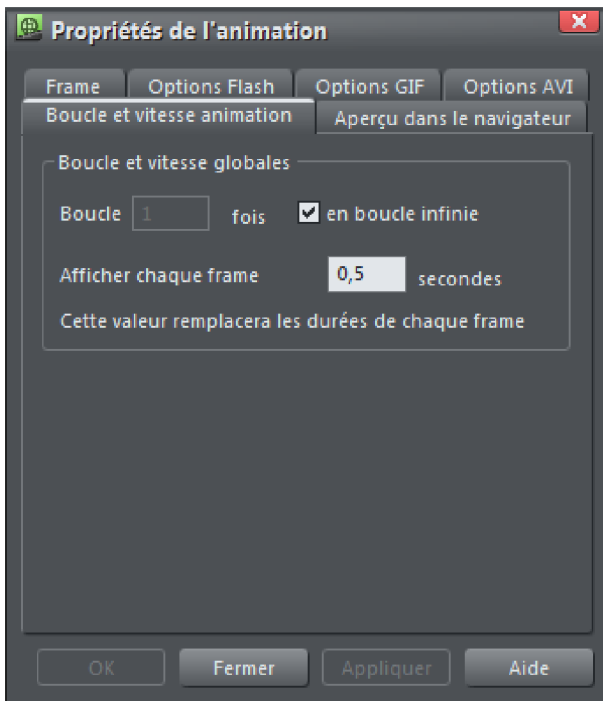 Propriétés de l'animation
Frame Options Flash Options GIF Options AVI
Boucle et vitesse animation Aperçu dans le navigateur
Boucle et vitesse globales
Boucle 1 fois en boucle infinie
Afficher chaque frame 0,5 secondes
Cette valeur remplacera les durées de chaque frame
OK Fermer Appliquer Aide